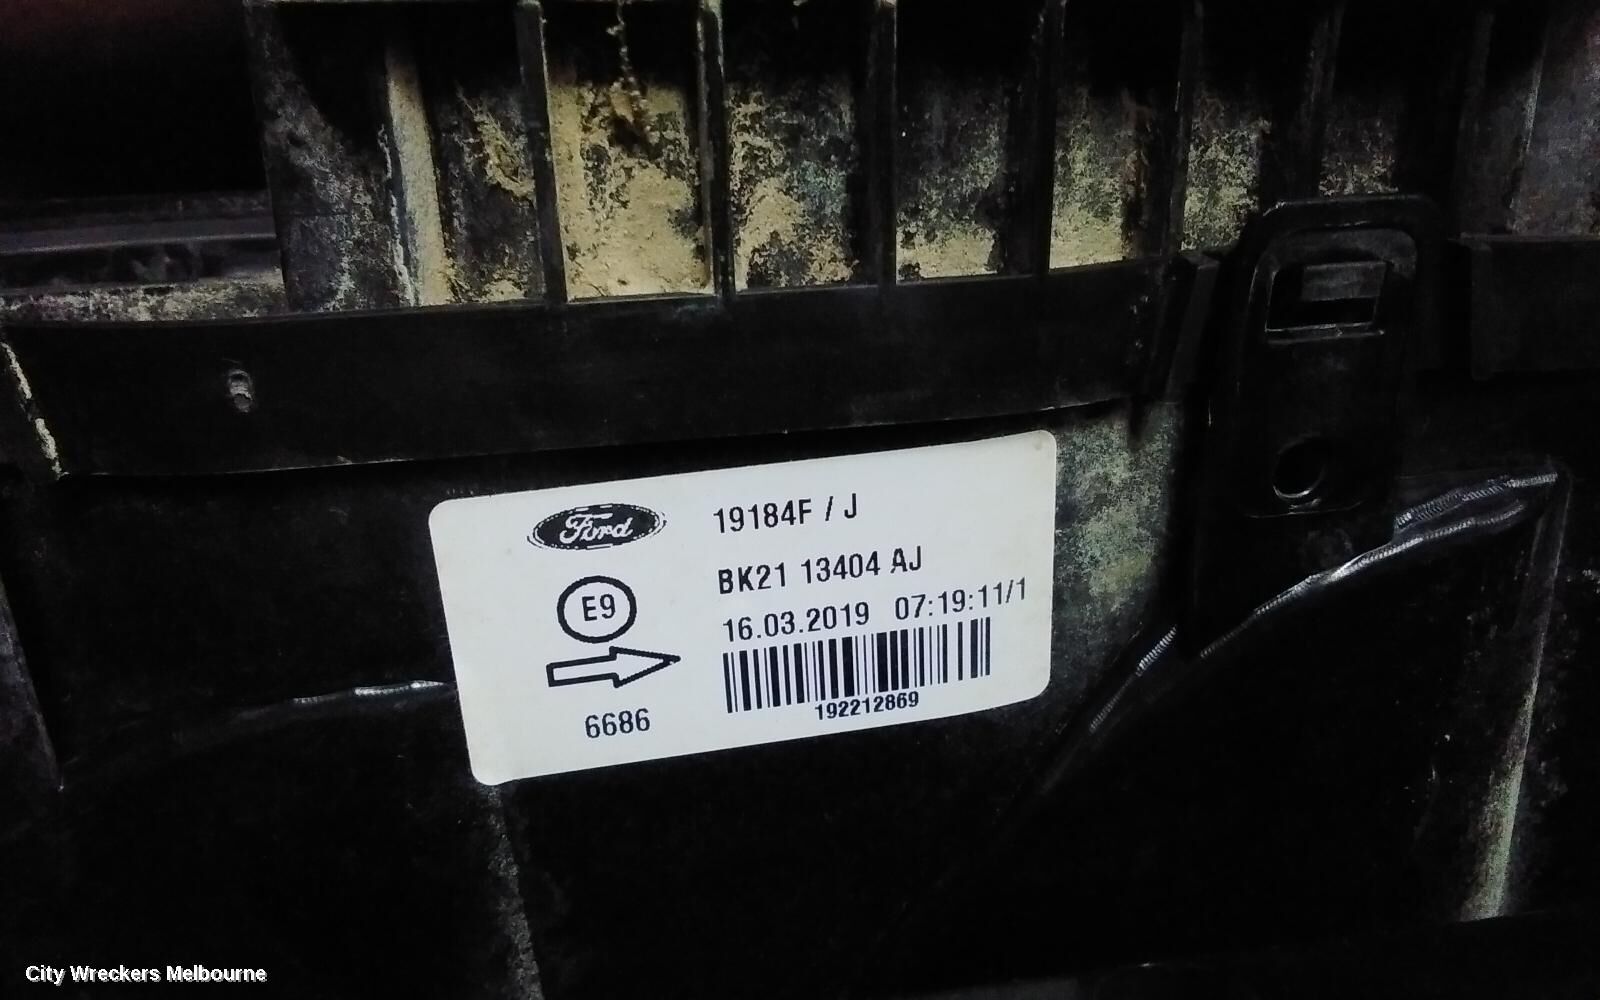 Ford
19184F / J
BK21 13404 AJ
E9
16.03.2019 07:19:11/1
6686
192212869
City Wreckers Melbourne